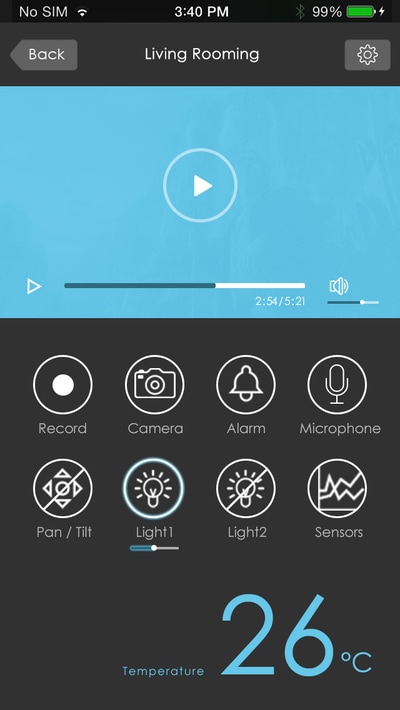 No SIM 3:40 PM 99%
Back Living Rooming
2:54/5:21
Record Camera Alarm Microphone
Pan / Tilt Light1 Light2 Sensors
Temperature 26 °C